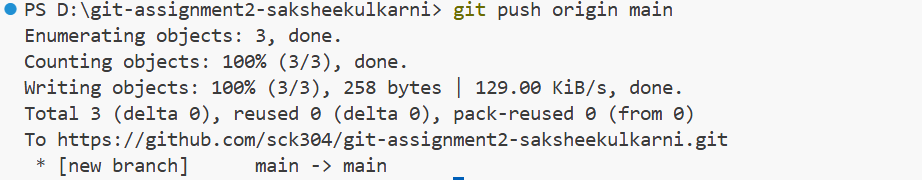 PS D:\git-assignment2-saksheekulkarni> git push origin main
Enumerating objects: 3, done.
Counting objects: 100% (3/3), done.
Writing objects: 100% (3/3), 258 bytes | 129.00 KiB/s, done.
Total 3 (delta 0), reused 0 (delta 0), pack-reused 0 (from 0)
To https://github.com/sck304/git-assignment2-saksheekulkarni.git
 * [new branch]      main -> main